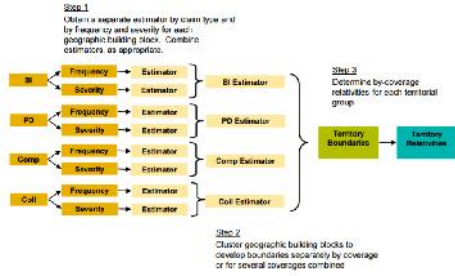 Step 1
Obtain a separate estimator by claim type and
by frequency and severity for each
geographic building block. Combine
estimators, as appropriate.
Step 3
Determine by-coverage
relativities for each territorial
group
BI
Frequency
Estimator
Severity
Estimator
BI Estimator
PD
Frequency
Estimator
Severity
Estimator
PD Estimator
Comp
Frequency
Estimator
Severity
Estimator
Comp Estimator
Coll
Frequency
Estimator
Severity
Estimator
Coll Estimator
Territory
Boundaries
Territory
Relativities
Step 2
Cluster geographic building blocks to
develop boundaries separately by coverage
or for several coverages combined